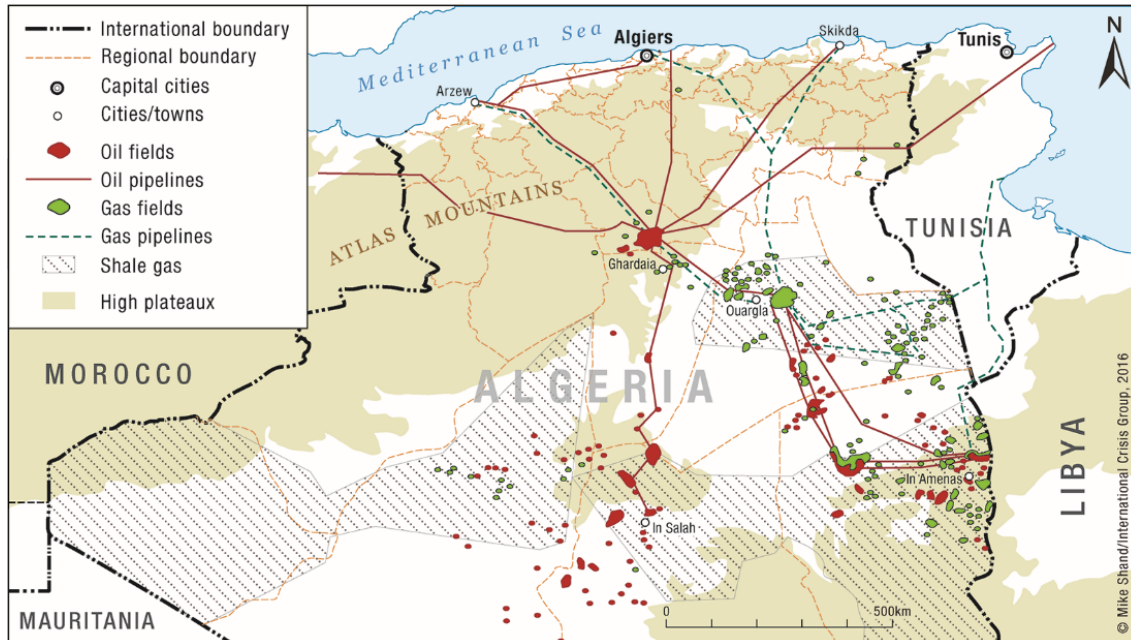 International boundary
Regional boundary
Capital cities
Cities/towns
Oil fields
Oil pipelines
Gas fields
Gas pipelines
Shale gas
High plateaux
Mediterranean Sea
Algiers
Skikda
Tunis
N
Arzew
ATLAS MOUNTAINS
TUNISIA
Ghardaia
Ouargla
MOROCCO
ALGERIA
LIBYA
In Amenas
In Salah
MAURITANIA
0 500km
© Mike Shand/International Crisis Group, 2016